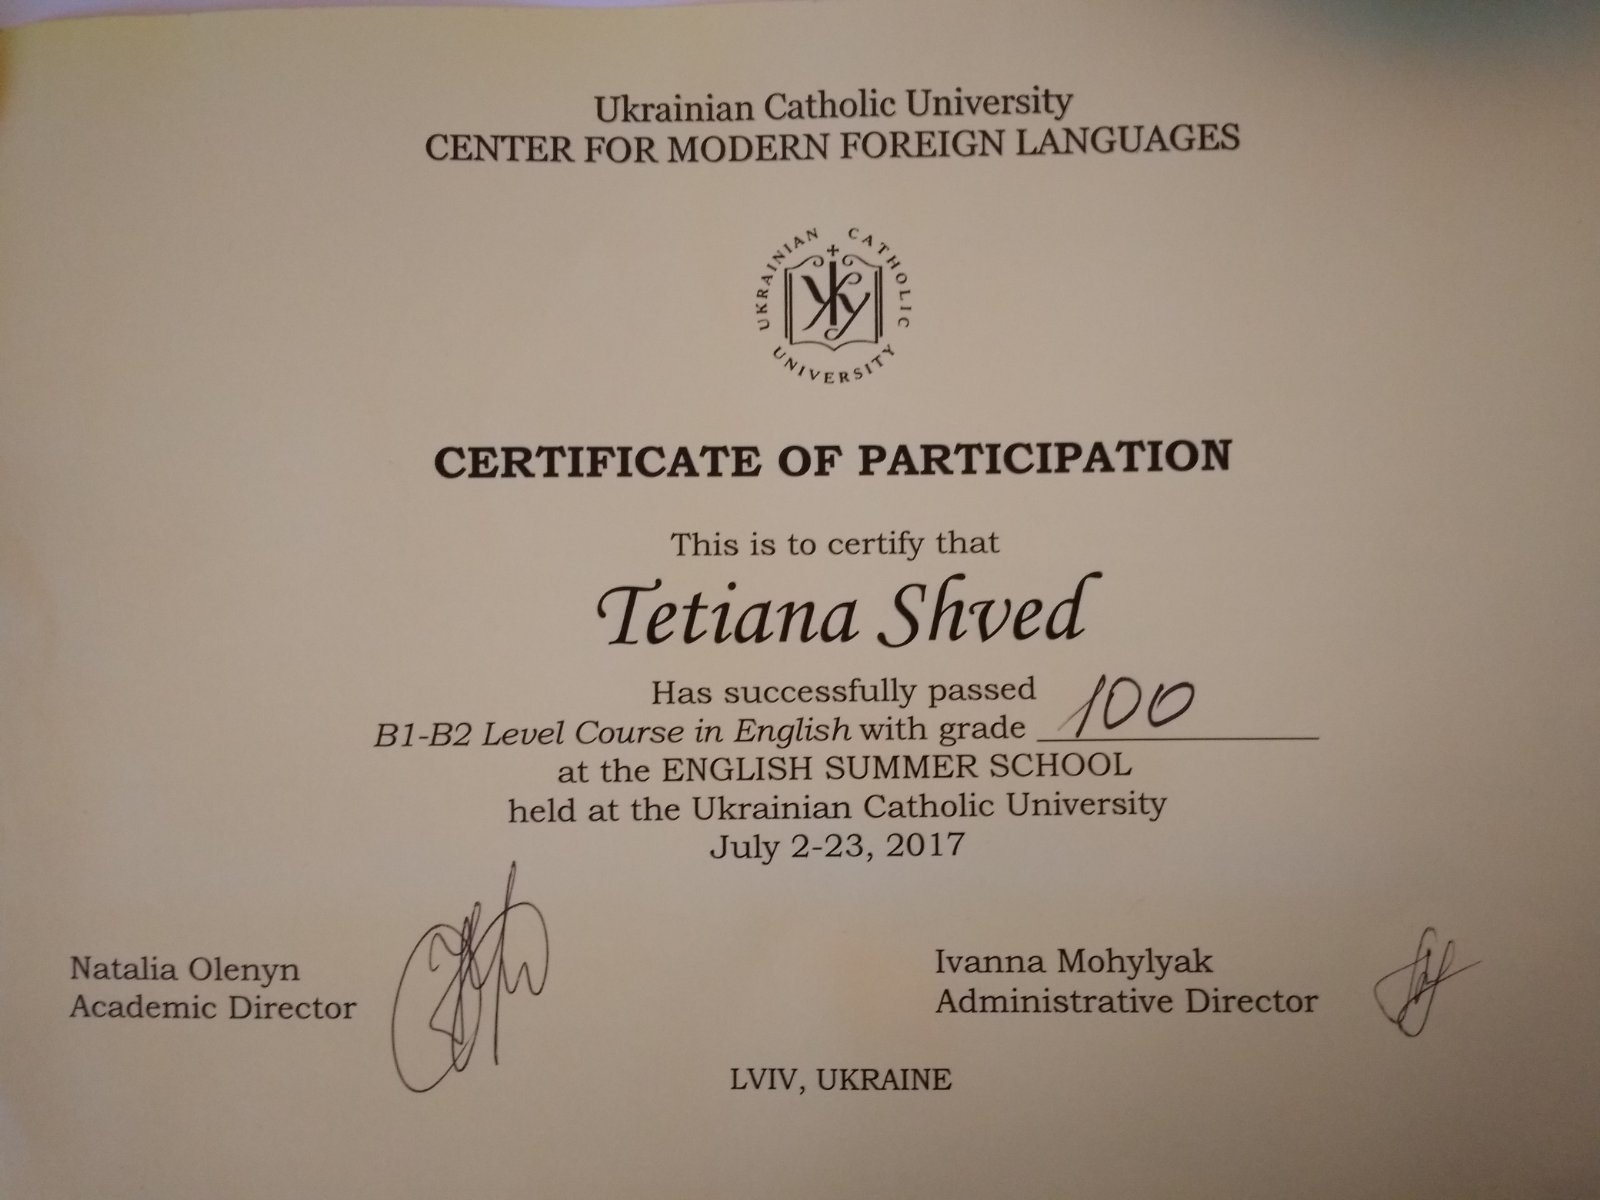 Ukrainian Catholic University
CENTER FOR MODERN FOREIGN LANGUAGES
UKRAINIAN CATHOLIC UNIVERSITY
УКУ
CERTIFICATE OF PARTICIPATION
This is to certify that
Tetiana Shved
Has successfully passed
B1-B2 Level Course in English with grade 100
at the ENGLISH SUMMER SCHOOL
held at the Ukrainian Catholic University
July 2-23, 2017
Natalia Olenyn
Academic Director
Ivanna Mohylyak
Administrative Director
LVIV, UKRAINE